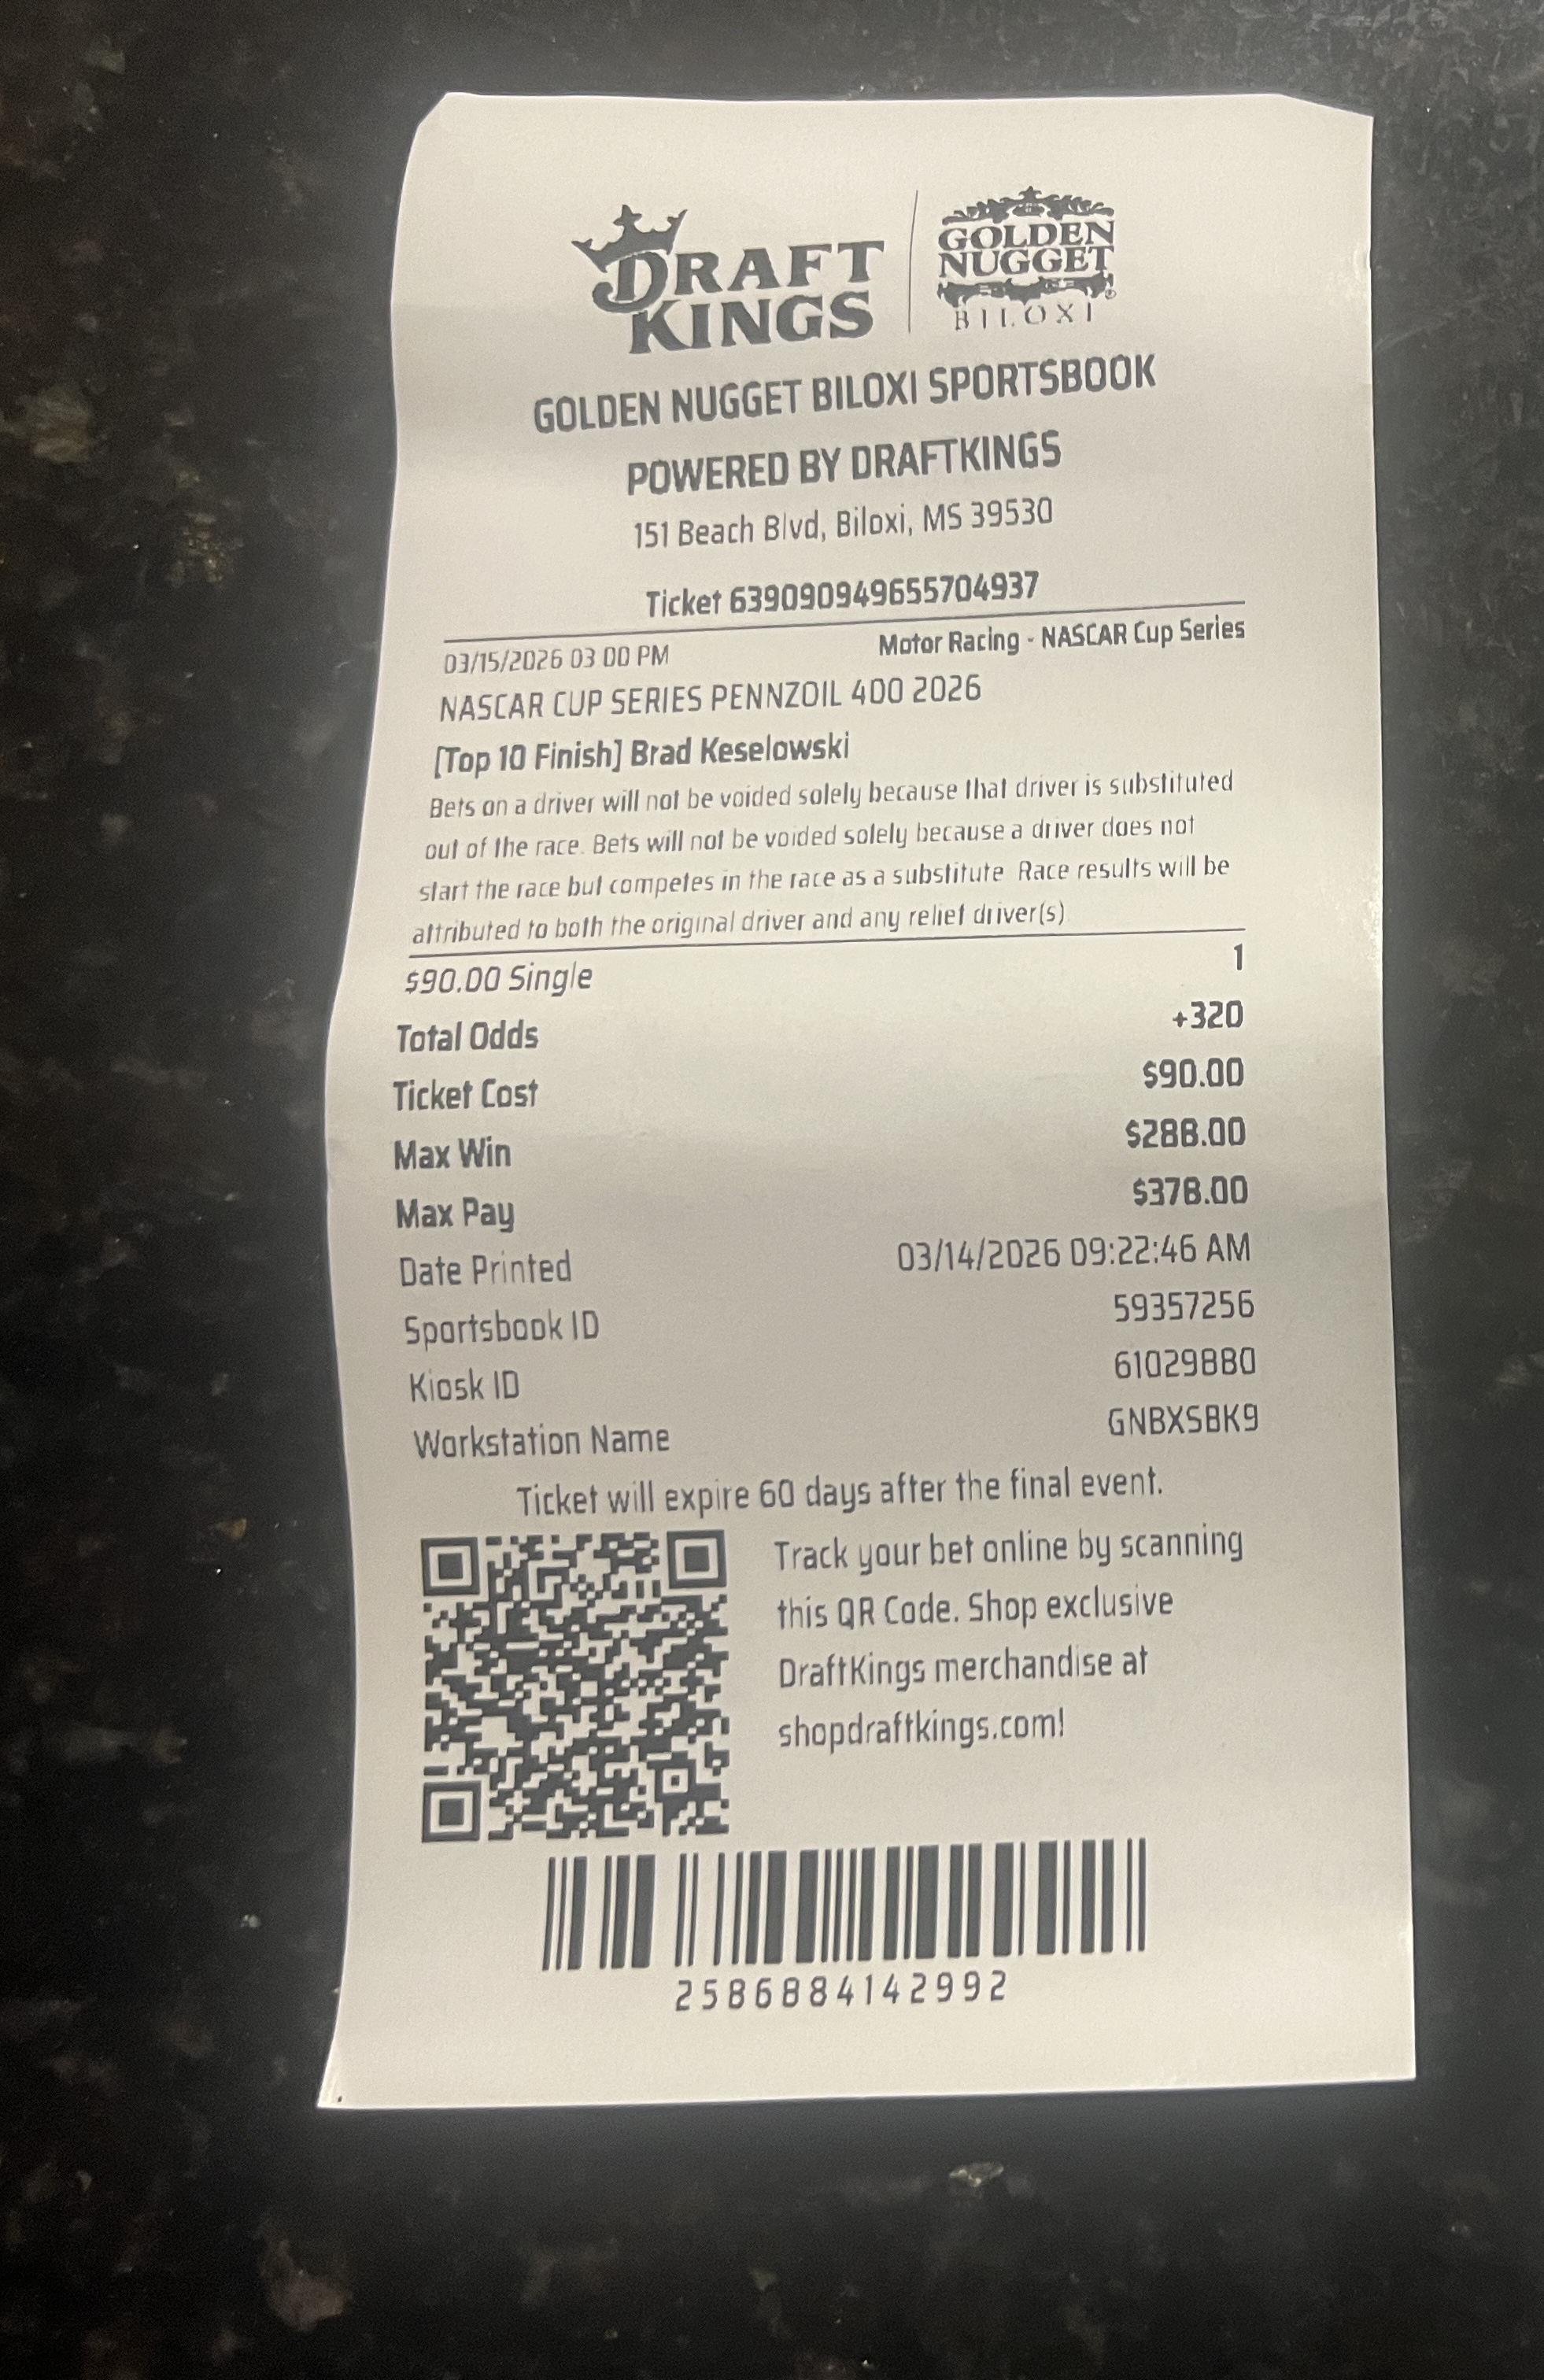 DRAFT
KINGS
GOLDEN
NUGGET
BILOXI
GOLDEN NUGGET BILOXI SPORTSBOOK
POWERED BY DRAFTKINGS
151 Beach Blvd, Biloxi, MS 39530
Ticket 639090949655704937
03/15/2026 03:00 PM Motor Racing - NASCAR Cup Series
NASCAR CUP SERIES PENNZOIL 400 2026
[Top 10 Finish] Brad Keselowski
Bets on a driver will not be voided solely because that driver is substituted
out of the race. Bets will not be voided solely because a driver does not
start the race but competes in the race as a substitute. Race results will be
attributed to both the original driver and any relief driver(s)
$90.00 Single 1
Total Odds +320
Ticket Cost $90.00
Max Win $288.00
Max Pay $378.00
Date Printed 03/14/2026 09:22:46 AM
Sportsbook ID 59357256
Kiosk ID 61029880
Workstation Name GNBXSBK9
Ticket will expire 60 days after the final event.
Track your bet online by scanning
this QR Code. Shop exclusive
DraftKings merchandise at
shopdraftkings.com!
2586884142992